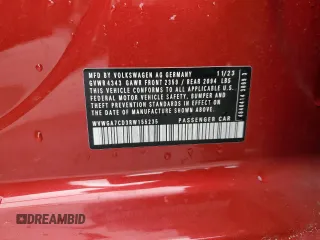 MFD BY VOLKSWAGEN AG GERMANY 11/23
GVWR 4343 GAWR FRONT 2359 / REAR 2094 LBS
THIS VEHICLE CONFORMS TO ALL APPLICABLE U.S.
FEDERAL MOTOR VEHICLE SAFETY, BUMPER,
AND THEFT PREVENTION STANDARDS IN EFFECT ON
THE DATE OF MANUFACTURE SHOWN ABOVE.
PASSENGER CAR
AUTOBIDMASTER